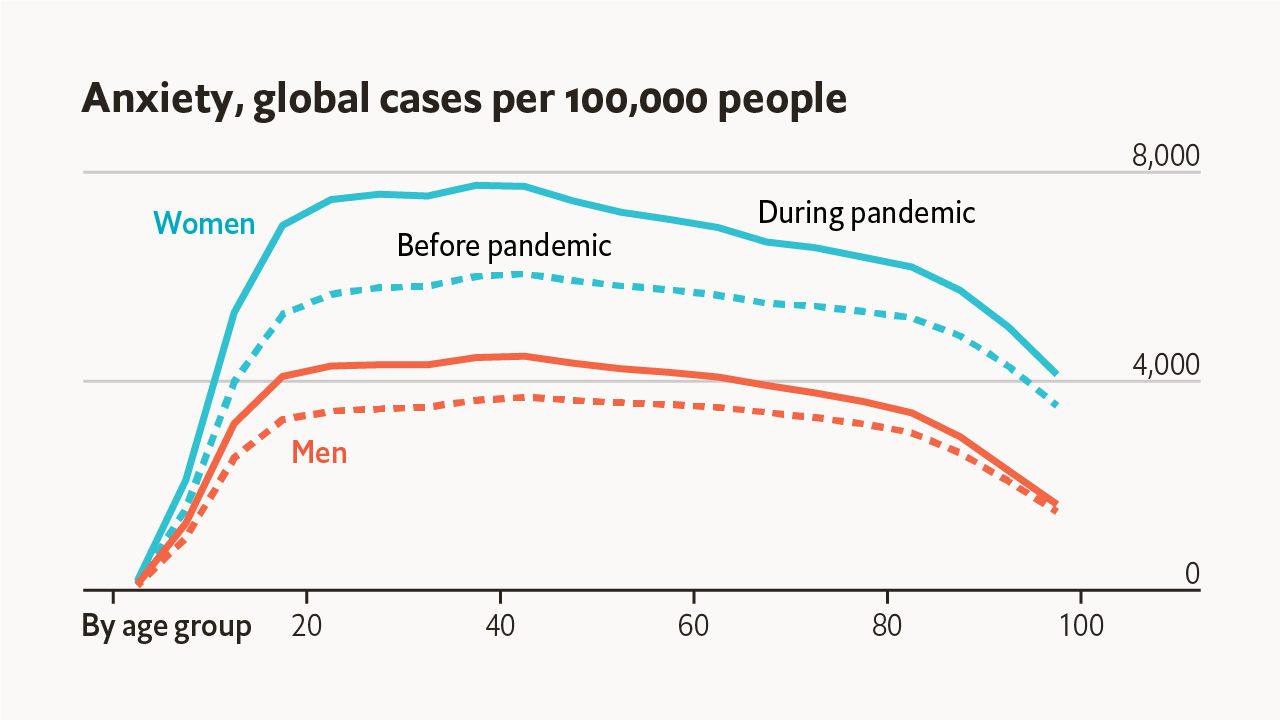 Anxiety, global cases per 100,000 people
8,000
Women
During pandemic
Before pandemic
4,000
Men
0
By age group 20 40 60 80 100